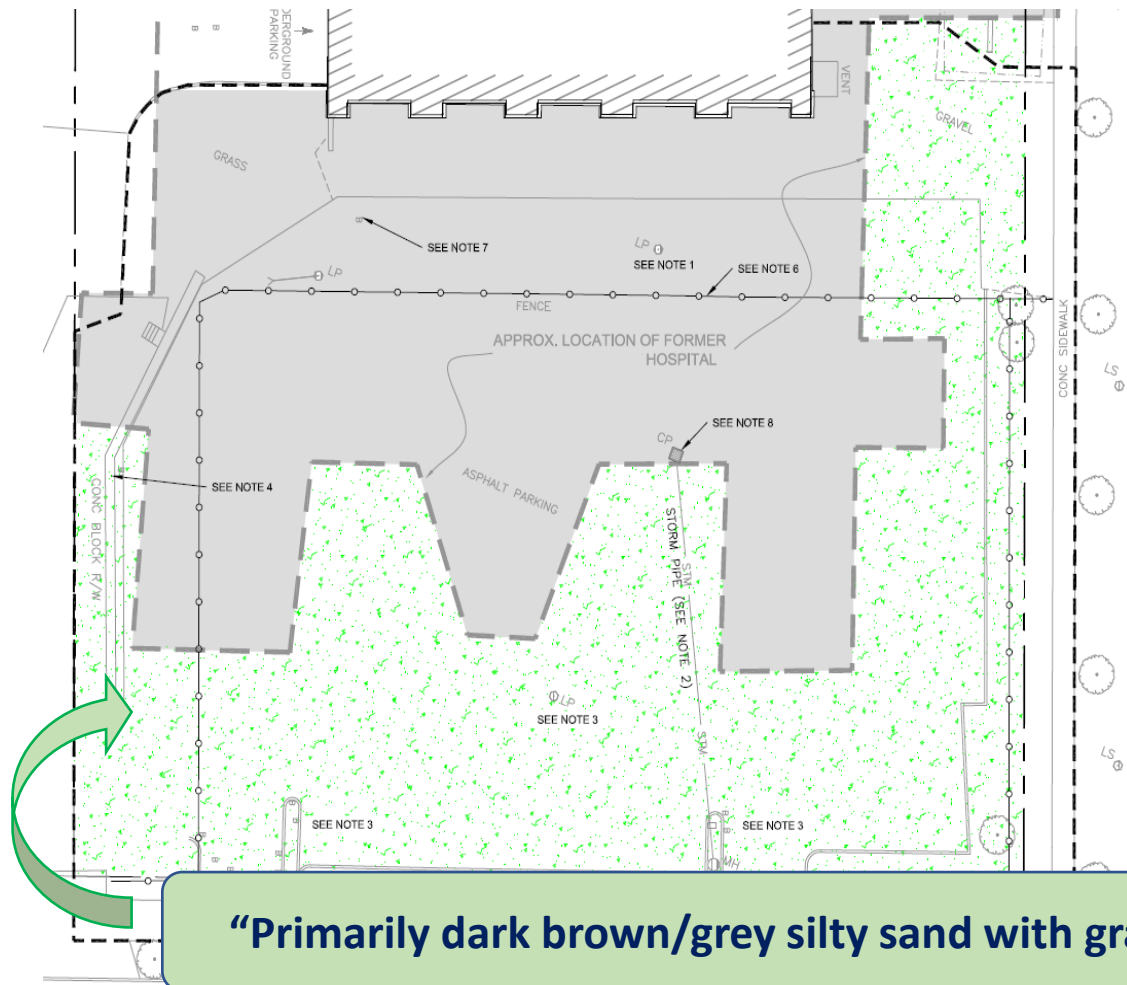 DERGROUND
PARKING
VENT
GRAVEL
GRASS
SEE NOTE 7
LP
SEE NOTE 1
SEE NOTE 6
LP
FENCE
APPROX. LOCATION OF FORMER
HOSPITAL
CONC SIDEWALK
LS
SEE NOTE 8
CP
ASPHALT PARKING
SEE NOTE 4
CONC BLOCK R/W
STORM PIPE (SEE NOTE 2)
STM
LP
SEE NOTE 3
STM
LS
SEE NOTE 3
SEE NOTE 3
MH
“Primarily dark brown/grey silty sand with gra